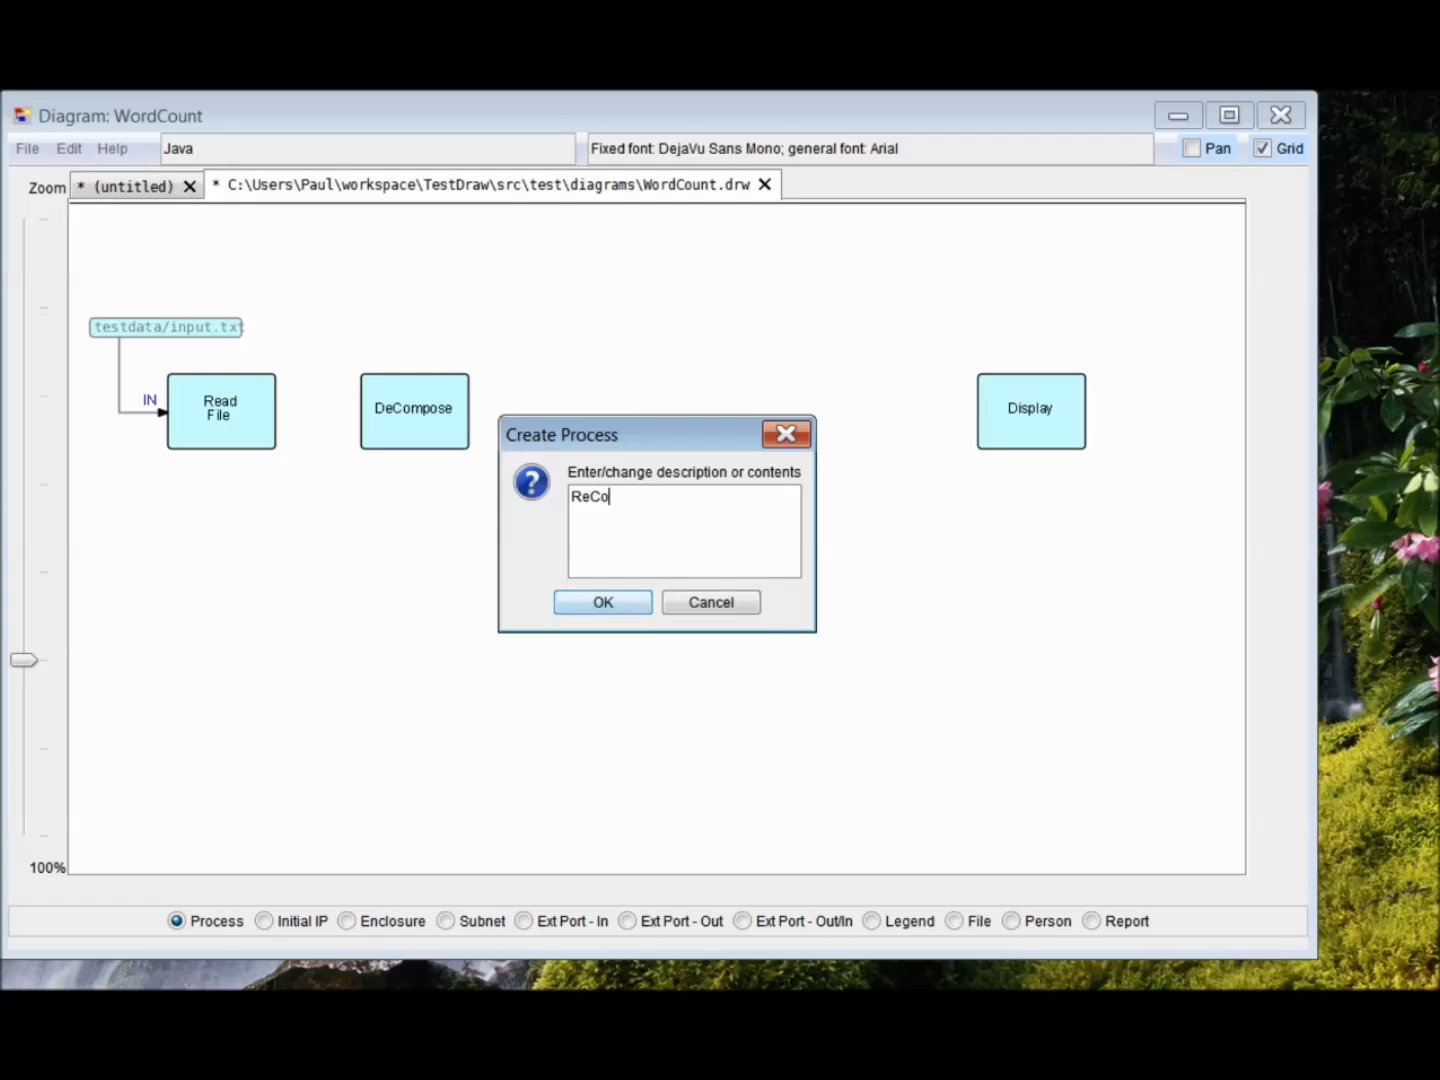 Diagram: WordCount
File Edit Help Java Fixed font: DejaVu Sans Mono; general font: Arial Pan Grid
Zoom * (untitled) * C:\Users\Paul\workspace\TestDraw\src\test\diagrams\WordCount.drw
testdata/input.txt
IN
Read
File
DeCompose
Display
Create Process
Enter/change description or contents
ReCo
OK Cancel
100%
Process Initial IP Enclosure Subnet Ext Port - In Ext Port - Out Ext Port - Out/In Legend File Person Report